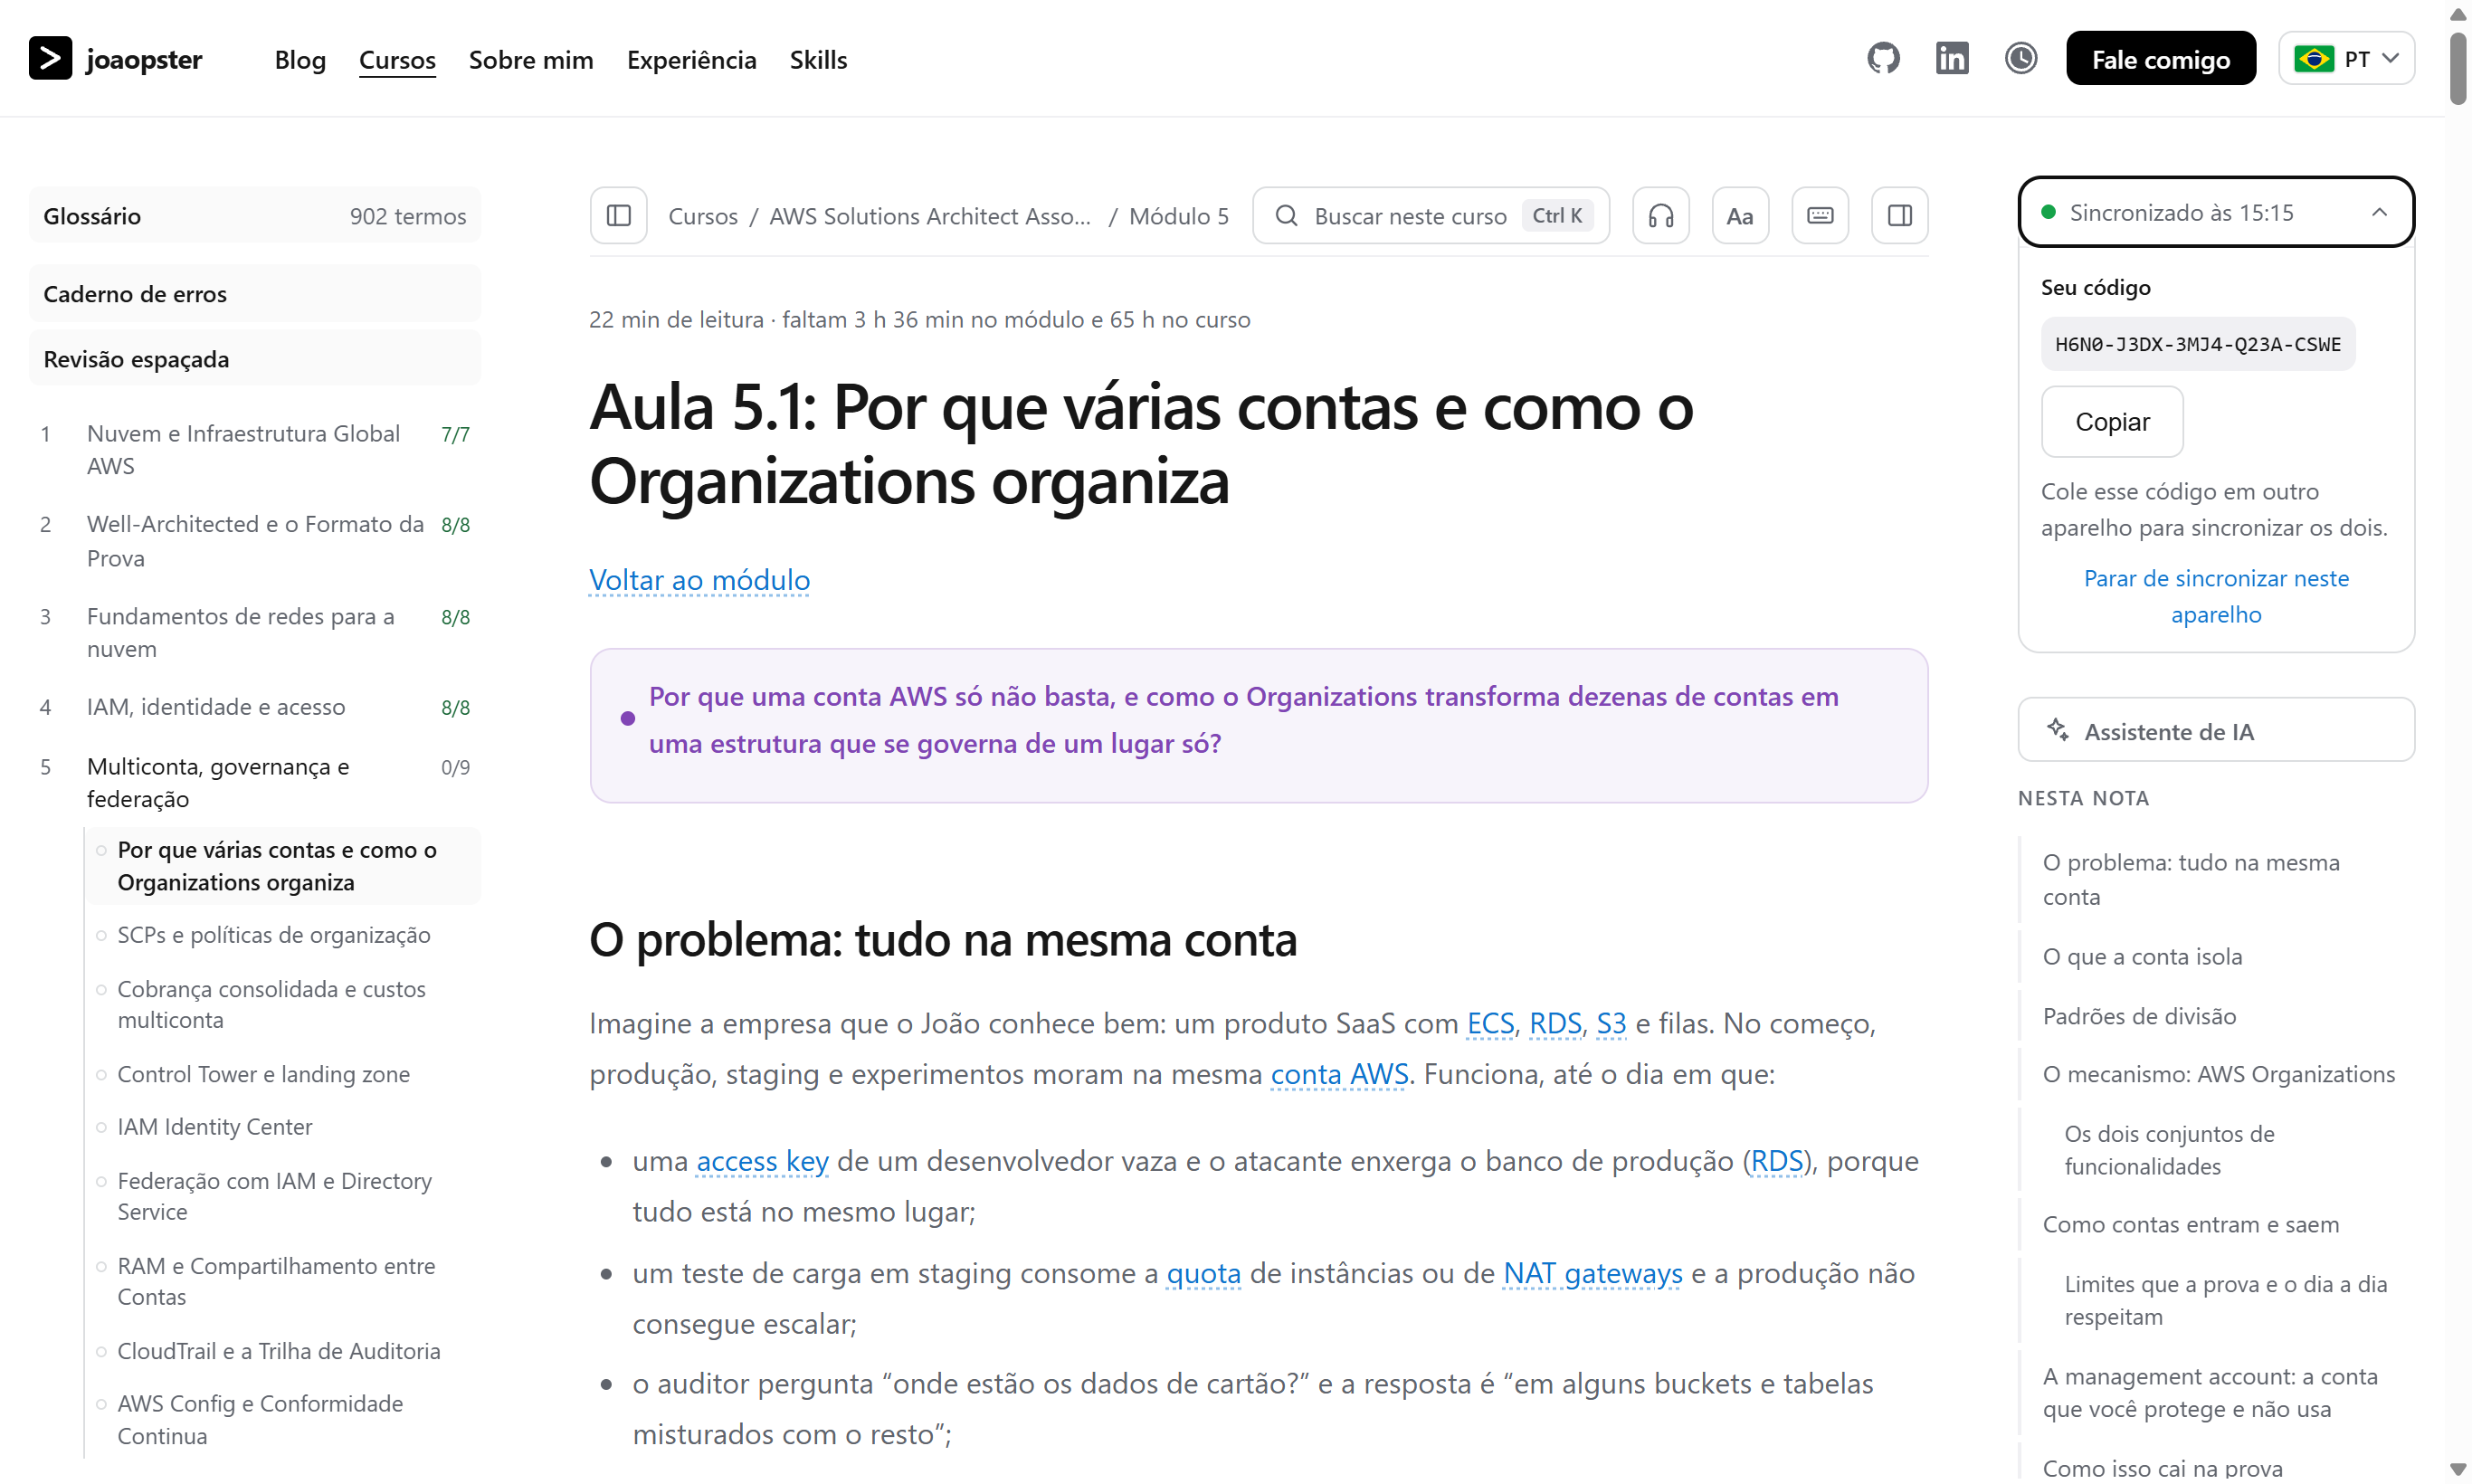 joaopster
Blog
Cursos
Sobre mim
Experiência
Skills
Fale comigo
PT
Glossário
902 termos
Caderno de erros
Revisão espaçada
1
Nuvem e Infraestrutura Global
AWS
7/7
2
Well-Architected e o Formato da
Prova
8/8
3
Fundamentos de redes para a
nuvem
8/8
4
IAM, identidade e acesso
8/8
5
Multiconta, governança e
federação
0/9
Por que várias contas e como o
Organizations organiza
SCPs e políticas de organização
Cobrança consolidada e custos
multiconta
Control Tower e landing zone
IAM Identity Center
Federação com IAM e Directory
Service
RAM e Compartilhamento entre
Contas
CloudTrail e a Trilha de Auditoria
AWS Config e Conformidade
Continua
Cursos / AWS Solutions Architect Asso... / Módulo 5
Buscar neste curso
Ctrl K
Aa
22 min de leitura · faltam 3 h 36 min no módulo e 65 h no curso
Aula 5.1: Por que várias contas e como o
Organizations organiza
Voltar ao módulo
Por que uma conta AWS só não basta, e como o Organizations transforma dezenas de contas em
uma estrutura que se governa de um lugar só?
O problema: tudo na mesma conta
Imagine a empresa que o João conhece bem: um produto SaaS com ECS, RDS, S3 e filas. No começo,
produção, staging e experimentos moram na mesma conta AWS. Funciona, até o dia em que:
• uma access key de um desenvolvedor vaza e o atacante enxerga o banco de produção (RDS), porque
tudo está no mesmo lugar;
• um teste de carga em staging consome a quota de instâncias ou de NAT gateways e a produção não
consegue escalar;
• o auditor pergunta “onde estão os dados de cartão?” e a resposta é “em alguns buckets e tabelas
misturados com o resto”;
Sincronizado às 15:15
Seu código
H6N0-J3DX-3MJ4-Q23A-CSWE
Copiar
Cole esse código em outro
aparelho para sincronizar os dois.
Parar de sincronizar neste
aparelho
Assistente de IA
NESTA NOTA
O problema: tudo na mesma
conta
O que a conta isola
Padrões de divisão
O mecanismo: AWS Organizations
Os dois conjuntos de
funcionalidades
Como contas entram e saem
Limites que a prova e o dia a dia
respeitam
A management account: a conta
que você protege e não usa
Como isso cai na prova